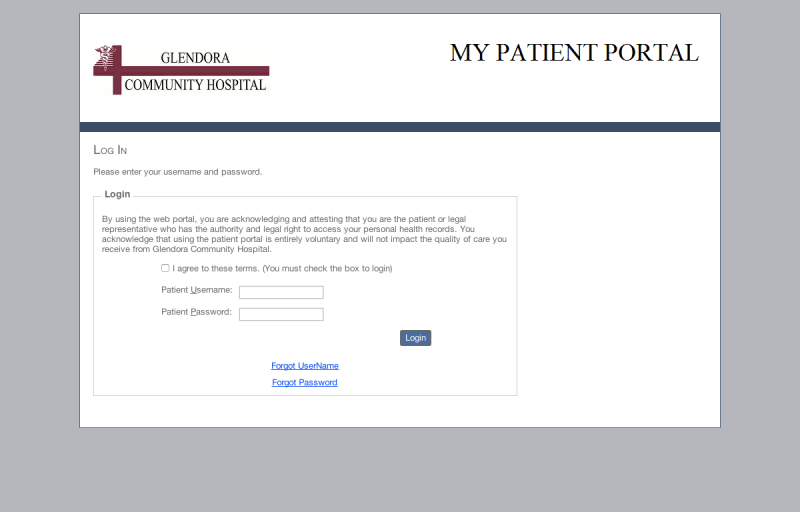 GLENDORA
COMMUNITY HOSPITAL
MY PATIENT PORTAL
Log In
Please enter your username and password.
Login
By using the web portal, you are acknowledging and attesting that you are the patient or legal
representative who has the authority and legal right to access your personal health records. You
acknowledge that using the patient portal is entirely voluntary and will not impact the quality of care you
receive from Glendora Community Hospital.
I agree to these terms. (You must check the box to login)
Patient Username:
Patient Password:
Login
Forgot UserName
Forgot Password